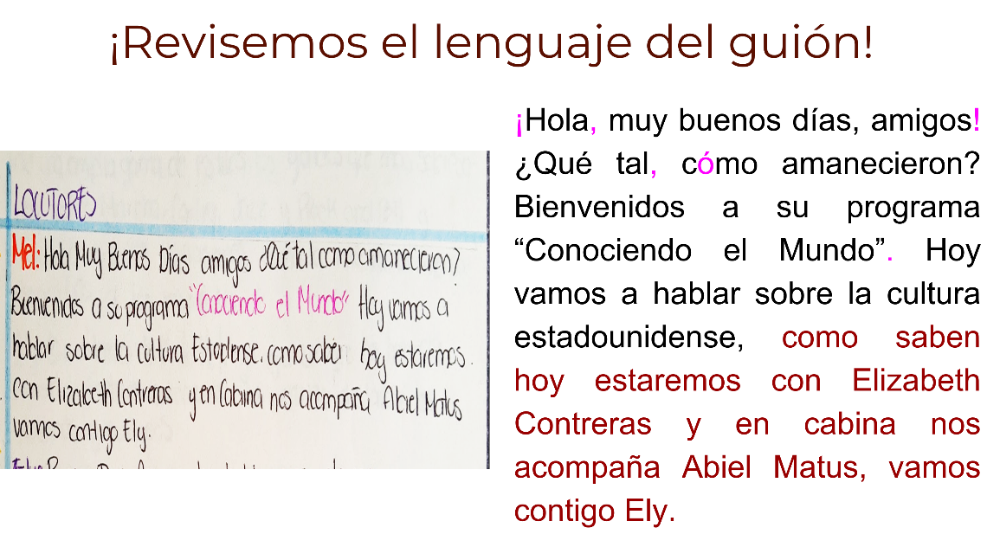 ¡Revisemos el lenguaje del guión!
LOCUTORES
Mel: Hola Muy Buenos Días amigos ¿Qué tal como amanecieron?
Bienvenidos a su programa "Conociendo el Mundo" Hoy vamos a
hablar sobre la cultura . como saben hoy estaremos.
con Elizabeth Contreras y en Cabina nos acompaña Abiel Matus
vamos contigo Ely.
¡Hola, muy buenos días, amigos!
¿Qué tal, cómo amanecieron?
Bienvenidos a su programa
“Conociendo el Mundo”. Hoy
vamos a hablar sobre la cultura
estadounidense, como saben
hoy estaremos con Elizabeth
Contreras y en cabina nos
acompaña Abiel Matus, vamos
contigo Ely.